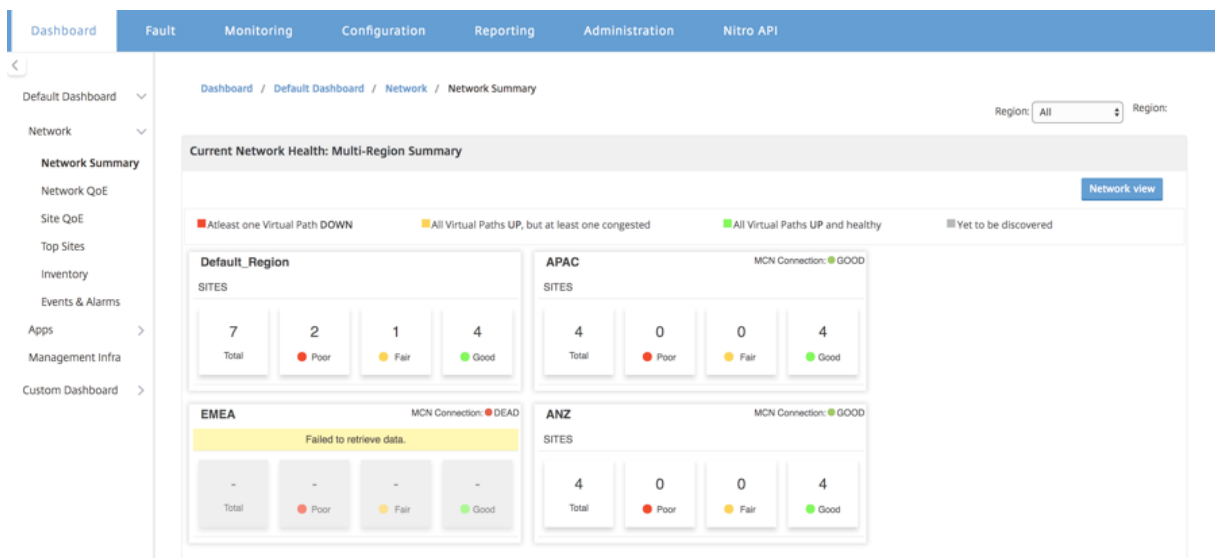 Dashboard Fault Monitoring Configuration Reporting Administration Nitro API
Default Dashboard
Network
Network Summary
Network QoE
Site QoE
Top Sites
Inventory
Events & Alarms
Apps
Management Infra
Custom Dashboard
Dashboard / Default Dashboard / Network / Network Summary
Region: All Region:
Current Network Health: Multi-Region Summary
Network view
Atleast one Virtual Path DOWN All Virtual Paths UP, but at least one congested All Virtual Paths UP and healthy Yet to be discovered
Default_Region
SITES
7 2 1 4
Total Poor Fair Good
APAC MCN Connection: GOOD
SITES
4 0 0 4
Total Poor Fair Good
EMEA MCN Connection: DEAD
Failed to retrieve data.
- - - -
Total Poor Fair Good
ANZ MCN Connection: GOOD
SITES
4 0 0 4
Total Poor Fair Good